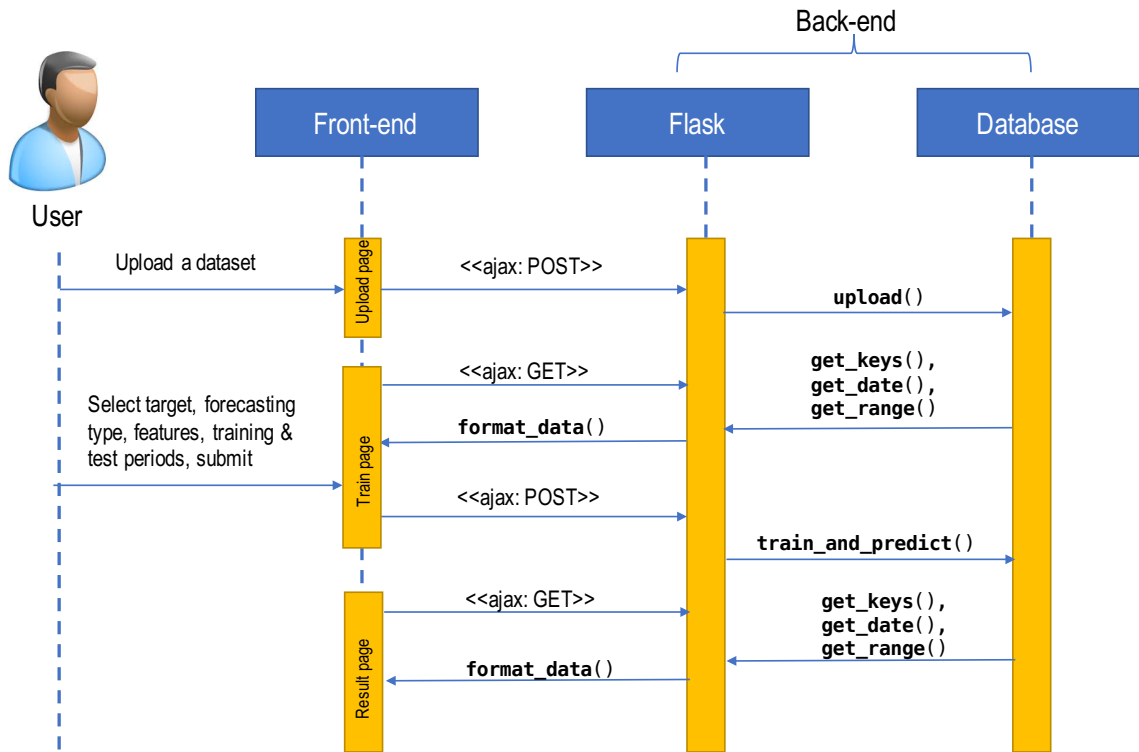 Back-end
Front-end
Flask
Database
User
Upload a dataset
Upload page
<<ajax: POST>>
upload()
<<ajax: GET>>
get_keys(),
get_date(),
get_range()
format_data()
Select target, forecasting
type, features, training &
test periods, submit
Train page
<<ajax: POST>>
train_and_predict()
<<ajax: GET>>
get_keys(),
get_date(),
get_range()
format_data()
Result page